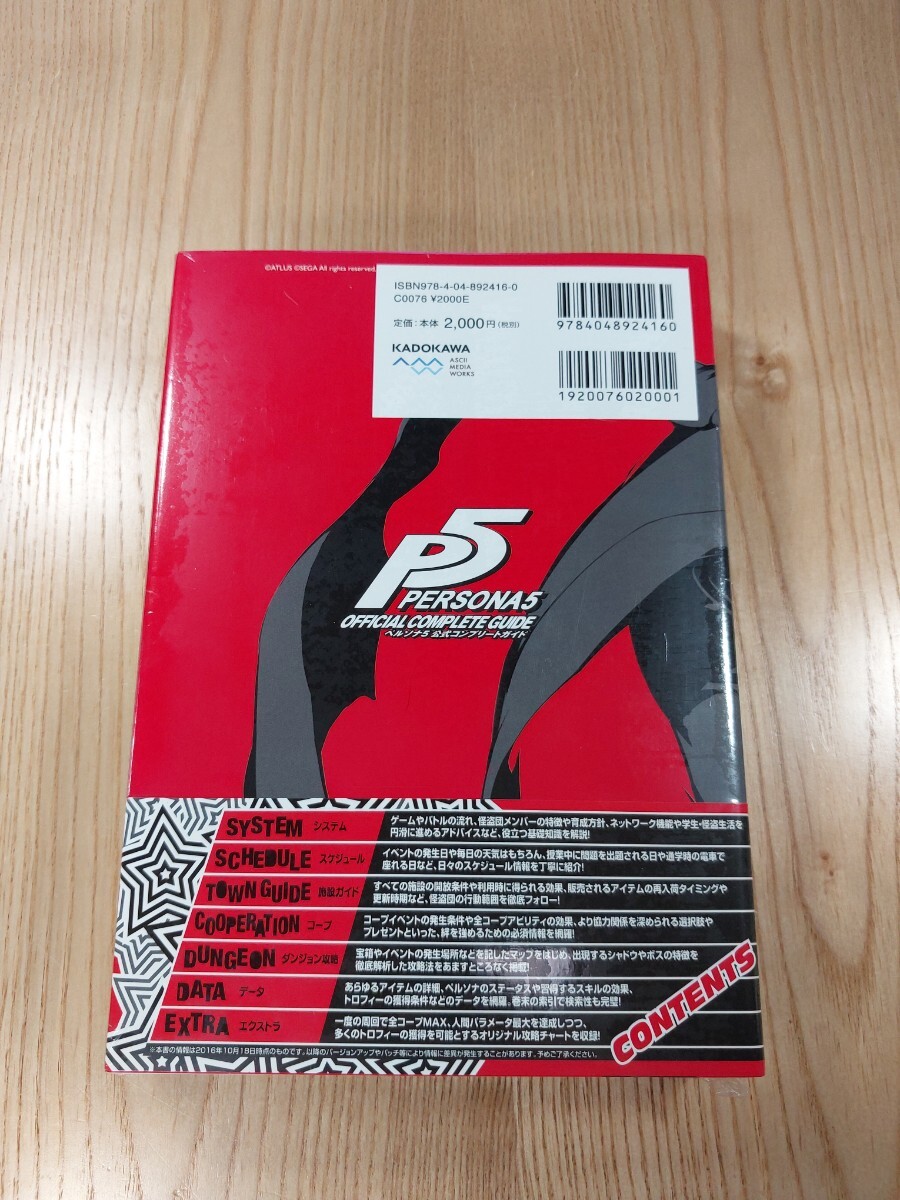 ©ATLUS ©SEGA All rights reserved.
ISBN978-4-04-892416-0
C0076 ¥2000E
定価:本体 2,000円(税別)
KADOKAWA
ASCII
MEDIA
WORKS
9784048924160
1920076020001
P5
PERSONA5
OFFICIAL COMPLETE GUIDE
ペルソナ5 公式コンプリートガイド
SYSTEM システム
ゲームやバトルの流れ、怪盗団メンバーの特徴や育成方針、ネットワーク機能や学生・怪盗生活を
円滑に進めるアドバイスなど、役立つ基礎知識を解説!
SCHEDULE スケジュール
イベントの発生日や毎日の天気はもちろん、授業中に問題を出題される日や通学時の電車で
座れる日など、日々のスケジュール情報を丁寧に紹介!
TOWN GUIDE 施設ガイド
すべての施設の開放条件や利用時に得られる効果、販売されるアイテムの再入荷タイミングや
更新時期など、怪盗団の行動範囲を徹底フォロー!
COOPERATION コープ
コープイベントの発生条件や全コープアビリティの効果、より協力関係を深められる選択肢や
プレゼントといった、絆を強めるための必須情報を網羅!
DUNGEON ダンジョン攻略
宝箱やイベントの発生場所などを記したマップをはじめ、出現するシャドウやボスの特徴を
徹底解析した攻略法をあますところなく掲載!
DATA データ
あらゆるアイテムの詳細、ペルソナのステータスや習得するスキルの効果、
トロフィーの獲得条件などのデータを網羅。巻末の索引で検索性も完璧!
EXTRA エクストラ
一度の周回で全コープMAX、人間パラメータ最大を達成しつつ、
多くのトロフィーの獲得を可能とするオリジナル攻略チャートを収録!
CONTENTS
※本書の情報は2016年10月18日時点のものです。以降のバージョンアップやパッチ等により情報に差異が発生することがあります。予めご了承ください。